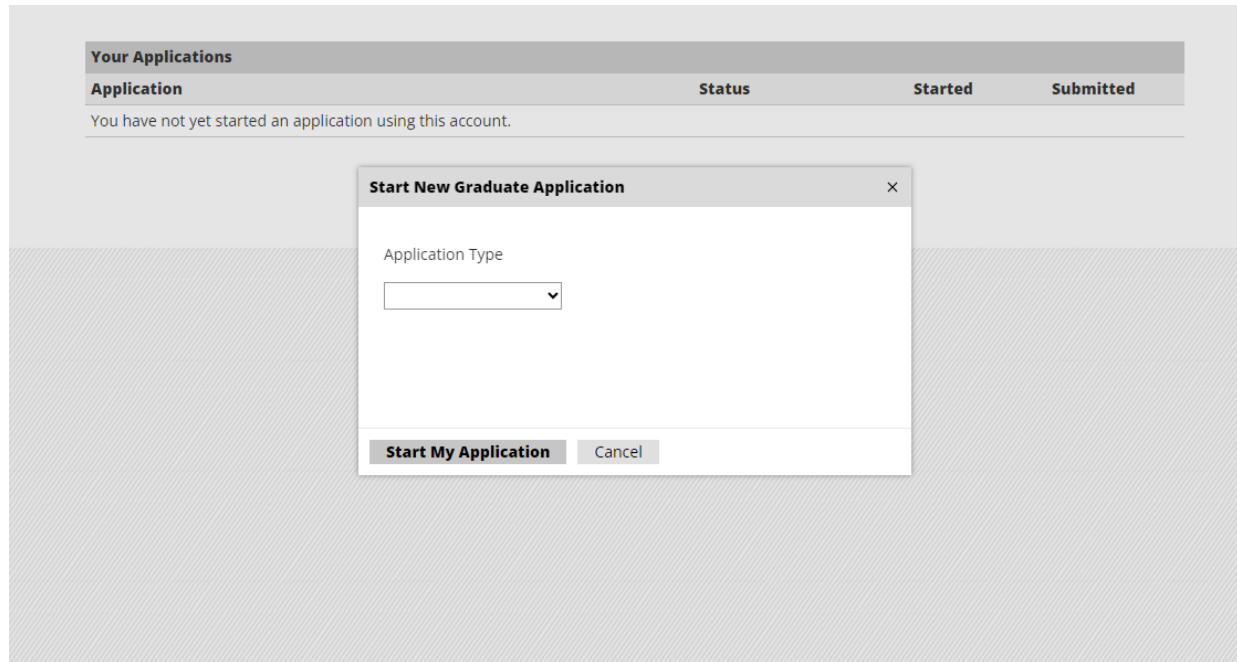 Your Applications
Application Status Started Submitted
You have not yet started an application using this account.
Start New Graduate Application ×
Application Type
Start My Application Cancel